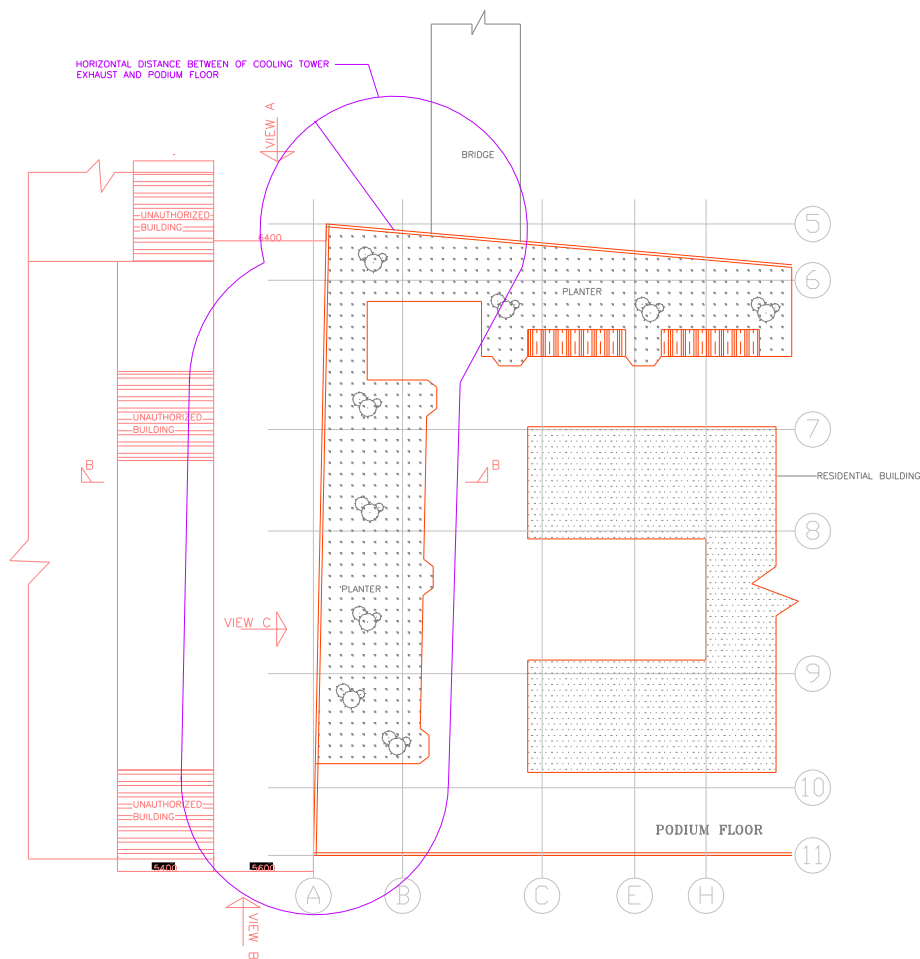 HORIZONTAL DISTANCE BETWEEN OF COOLING TOWER
EXHAUST AND PODIUM FLOOR
VIEW A
BRIDGE
UNAUTHORIZED
BUILDING
6400
5
6
PLANTER
UNAUTHORIZED
BUILDING
7
B
B
RESIDENTIAL BUILDING
8
PLANTER
VIEW C
9
10
UNAUTHORIZED
BUILDING
PODIUM FLOOR
11
5400
5600
A
B
C
E
H
VIEW B